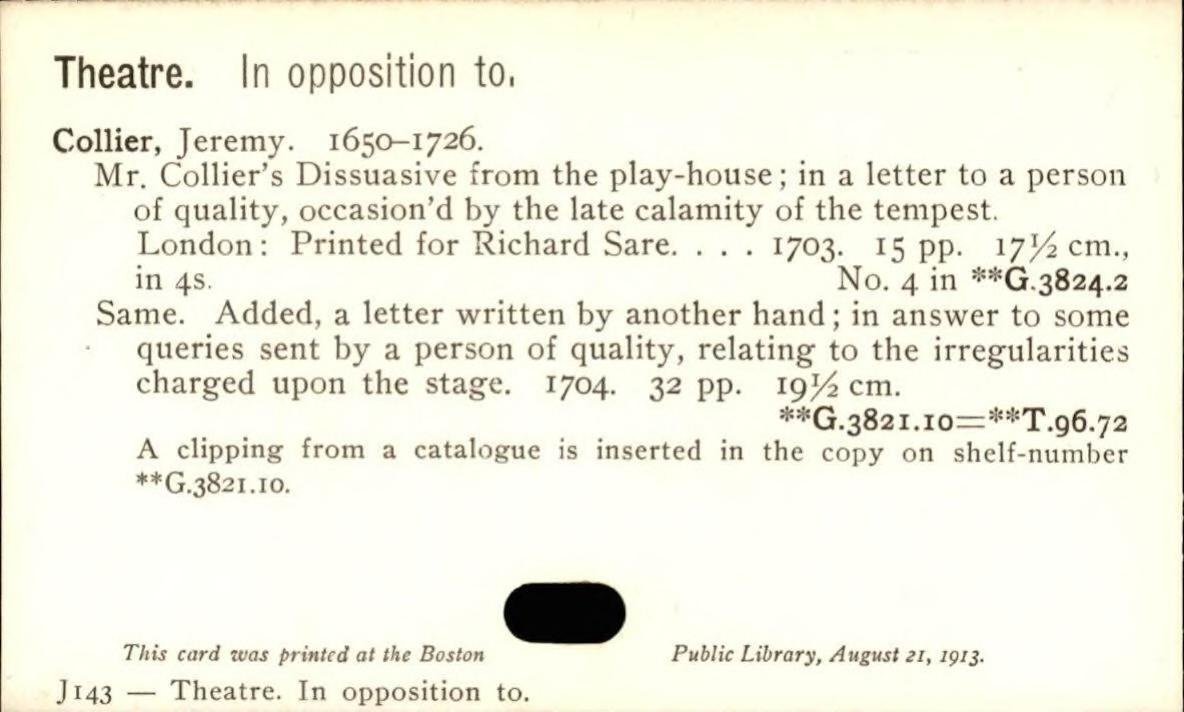 Theatre. In opposition to.
Collier, Jeremy. 1650–1726.
Mr. Collier's Dissuasive from the play-house; in a letter to a person
of quality, occasion'd by the late calamity of the tempest.
London: Printed for Richard Sare. . . . 1703. 15 pp. 17½ cm.,
in 4s. No. 4 in **G.3824.2
Same. Added, a letter written by another hand; in answer to some
queries sent by a person of quality, relating to the irregularities
charged upon the stage. 1704. 32 pp. 19½ cm.
**G.3821.10=**T.96.72
A clipping from a catalogue is inserted in the copy on shelf-number
**G.3821.10.
This card was printed at the Boston Public Library, August 21, 1913.
J143 — Theatre. In opposition to.